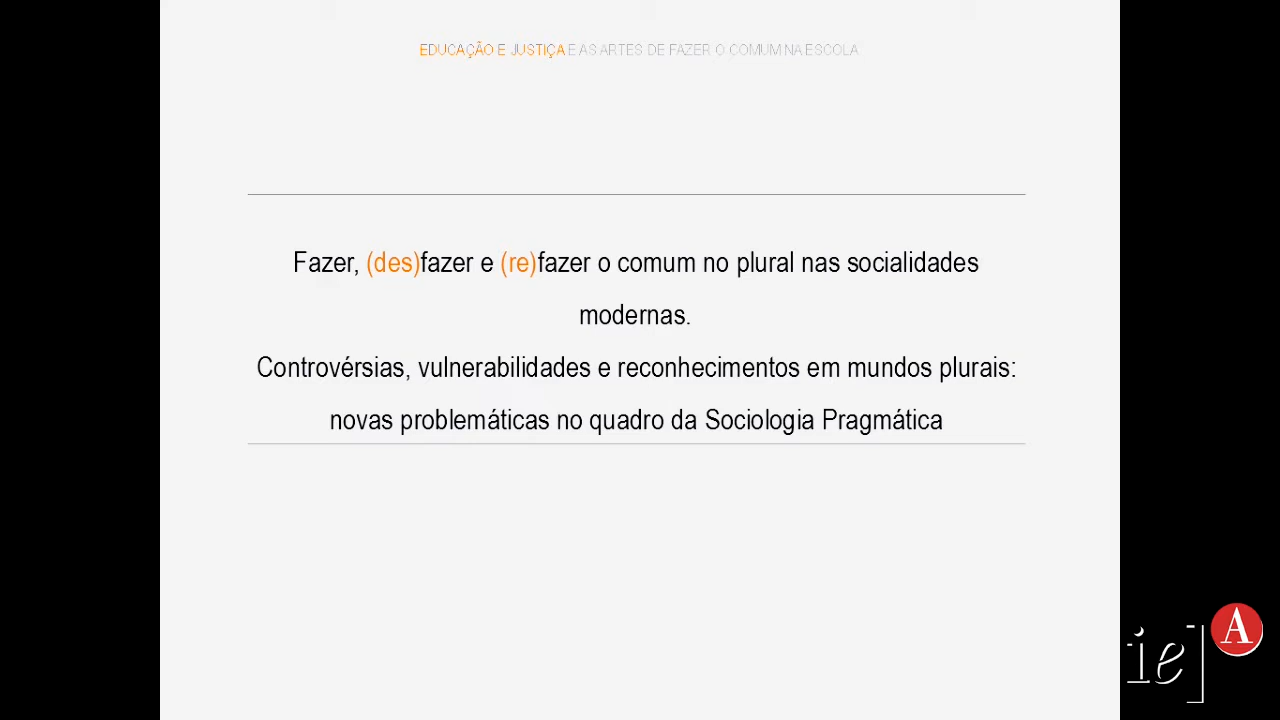 EDUCAÇÃO E JUSTIÇA E AS ARTES DE FAZER O COMUM NA ESCOLA
Fazer, (des)fazer e (re)fazer o comum no plural nas socialidades
modernas.
Controvérsias, vulnerabilidades e reconhecimentos em mundos plurais:
novas problemáticas no quadro da Sociologia Pragmática
ie] A